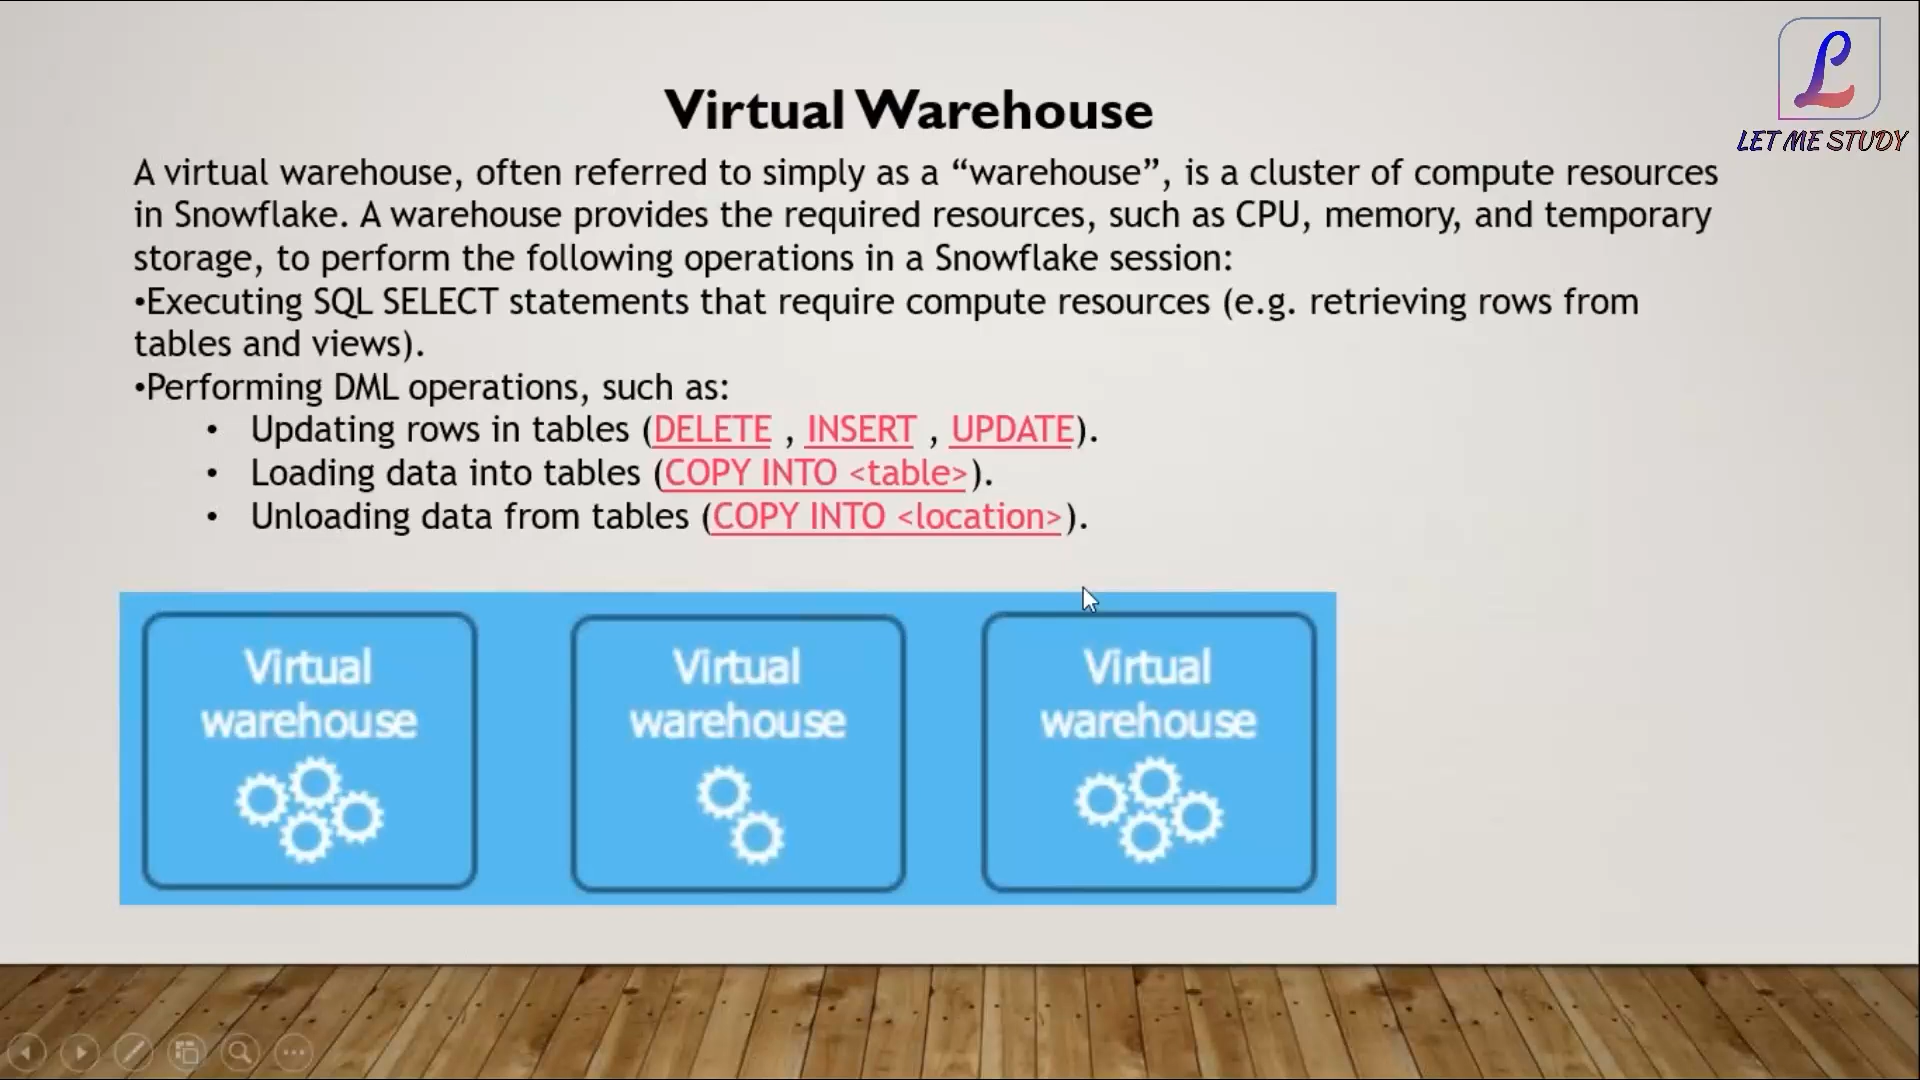 L
LET ME STUDY
Virtual Warehouse
A virtual warehouse, often referred to simply as a “warehouse”, is a cluster of compute resources
in Snowflake. A warehouse provides the required resources, such as CPU, memory, and temporary
storage, to perform the following operations in a Snowflake session:
•Executing SQL SELECT statements that require compute resources (e.g. retrieving rows from
tables and views).
•Performing DML operations, such as:
• Updating rows in tables (DELETE , INSERT , UPDATE).
• Loading data into tables (COPY INTO <table>).
• Unloading data from tables (COPY INTO <location>).
Virtual
warehouse
Virtual
warehouse
Virtual
warehouse